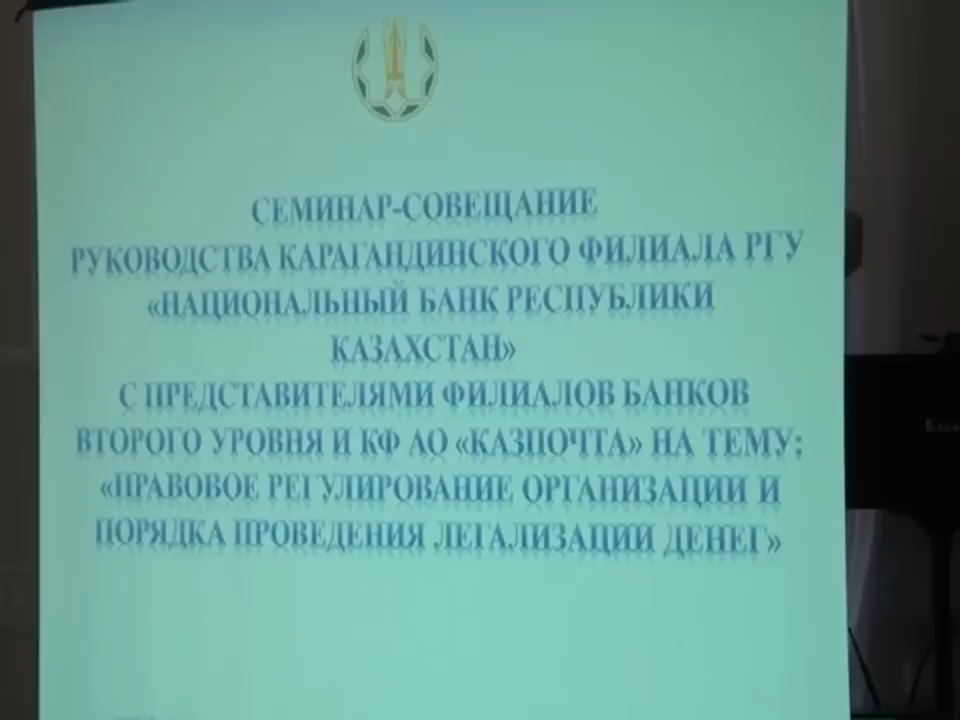 СЕМИНАР-СОВЕЩАНИЕ
РУКОВОДСТВА КАРАГАНДИНСКОГО ФИЛИАЛА РГУ
«НАЦИОНАЛЬНЫЙ БАНК РЕСПУБЛИКИ
КАЗАХСТАН»
С ПРЕДСТАВИТЕЛЯМИ ФИЛИАЛОВ БАНКОВ
ВТОРОГО УРОВНЯ И КФ АО «КАЗПОЧТА» НА ТЕМУ:
«ПРАВОВОЕ РЕГУЛИРОВАНИЕ ОРГАНИЗАЦИИ И
ПОРЯДКА ПРОВЕДЕНИЯ ЛЕГАЛИЗАЦИИ ДЕНЕГ»